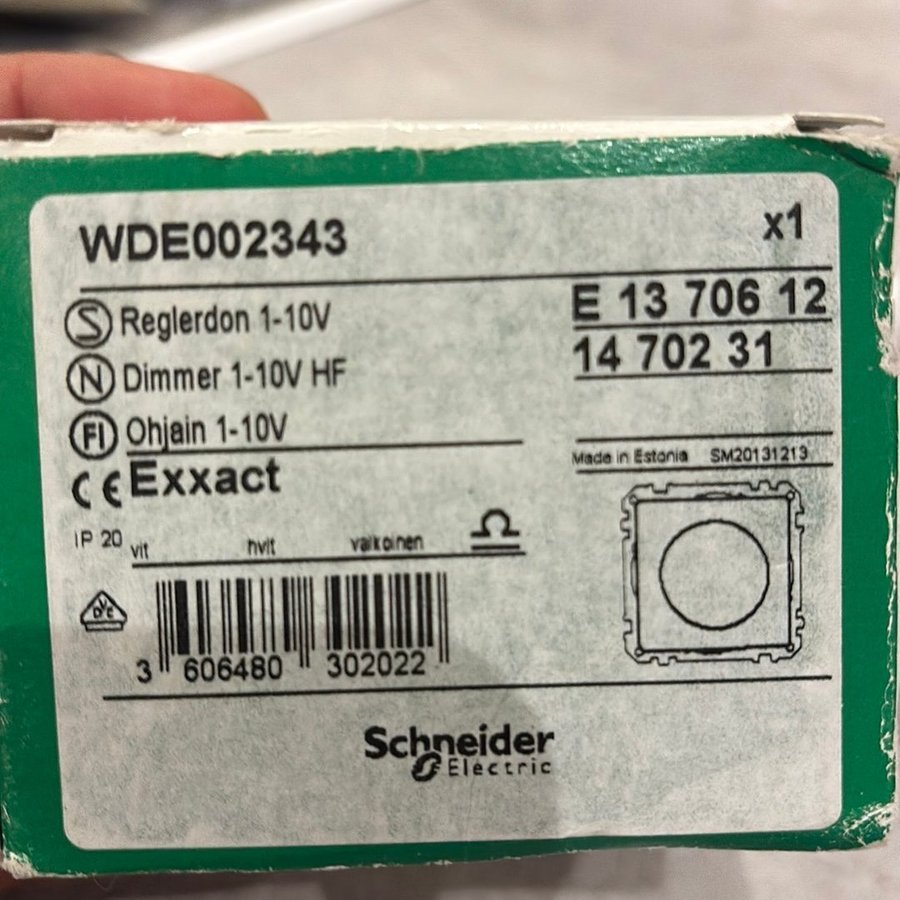 WDE002343 x1
S Reglerdon 1-10V E 13 706 12
N Dimmer 1-10V HF 14 702 31
FI Ohjain 1-10V
CE Exxact Made in Estonia SM20131213
IP 20 vit hvit valkoinen
DVE
3 606480 302022
Schneider
Electric